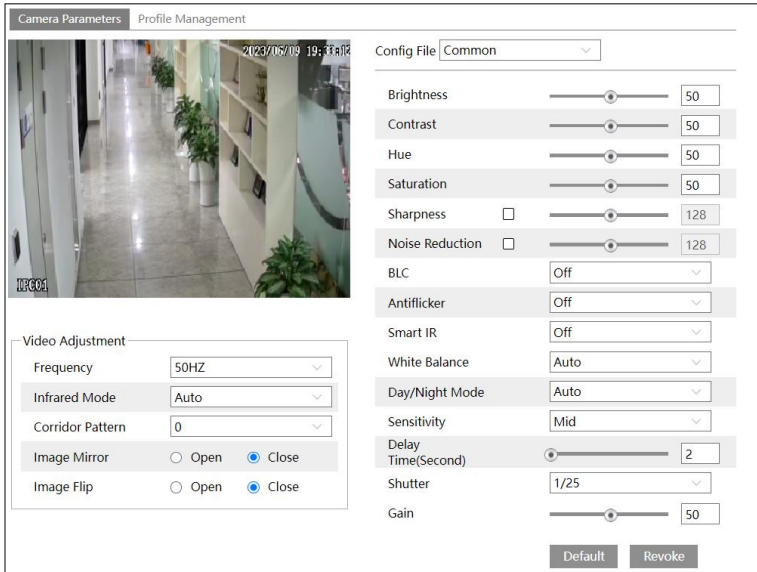 Camera Parameters Profile Management
2023/06/09 19:33:12
IPC01
Video Adjustment
Frequency 50HZ
Infrared Mode Auto
Corridor Pattern 0
Image Mirror Open Close
Image Flip Open Close
Config File Common
Brightness 50
Contrast 50
Hue 50
Saturation 50
Sharpness 128
Noise Reduction 128
BLC Off
Antiflicker Off
Smart IR Off
White Balance Auto
Day/Night Mode Auto
Sensitivity Mid
Delay
Time(Second) 2
Shutter 1/25
Gain 50
Default Revoke